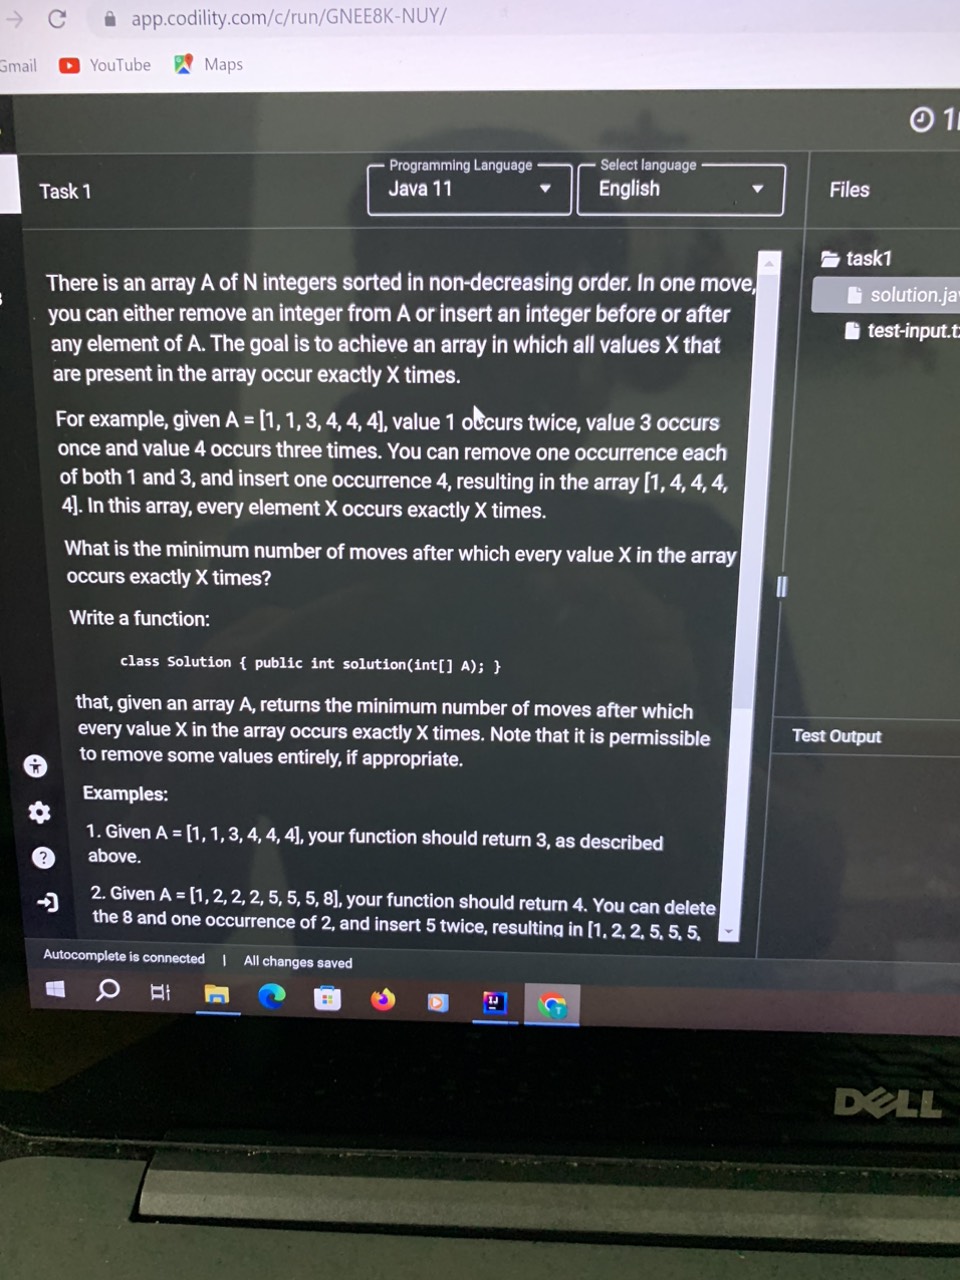 app.codility.com/c/run/GNEE8K-NUY/
Gmail
YouTube
Maps
Task 1
Programming Language
Java 11
Select language
English
Files
There is an array A of N integers sorted in non-decreasing order. In one move,
you can either remove an integer from A or insert an integer before or after
any element of A. The goal is to achieve an array in which all values X that
are present in the array occur exactly X times.
For example, given A = [1, 1, 3, 4, 4, 4], value 1 occurs twice, value 3 occurs
once and value 4 occurs three times. You can remove one occurrence each
of both 1 and 3, and insert one occurrence 4, resulting in the array [1, 4, 4, 4,
4]. In this array, every element X occurs exactly X times.
What is the minimum number of moves after which every value X in the array
occurs exactly X times?
Write a function:
class Solution { public int solution(int[] A); }
that, given an array A, returns the minimum number of moves after which
every value X in the array occurs exactly X times. Note that it is permissible
to remove some values entirely, if appropriate.
Examples:
1. Given A = [1, 1, 3, 4, 4, 4], your function should return 3, as described
above.
2. Given A = [1, 2, 2, 2, 5, 5, 5, 8], your function should return 4. You can delete
the 8 and one occurrence of 2, and insert 5 twice, resulting in [1, 2, 2, 5, 5, 5,
task1
solution.ja
test-input.t
Test Output
Autocomplete is connected | All changes saved
DELL